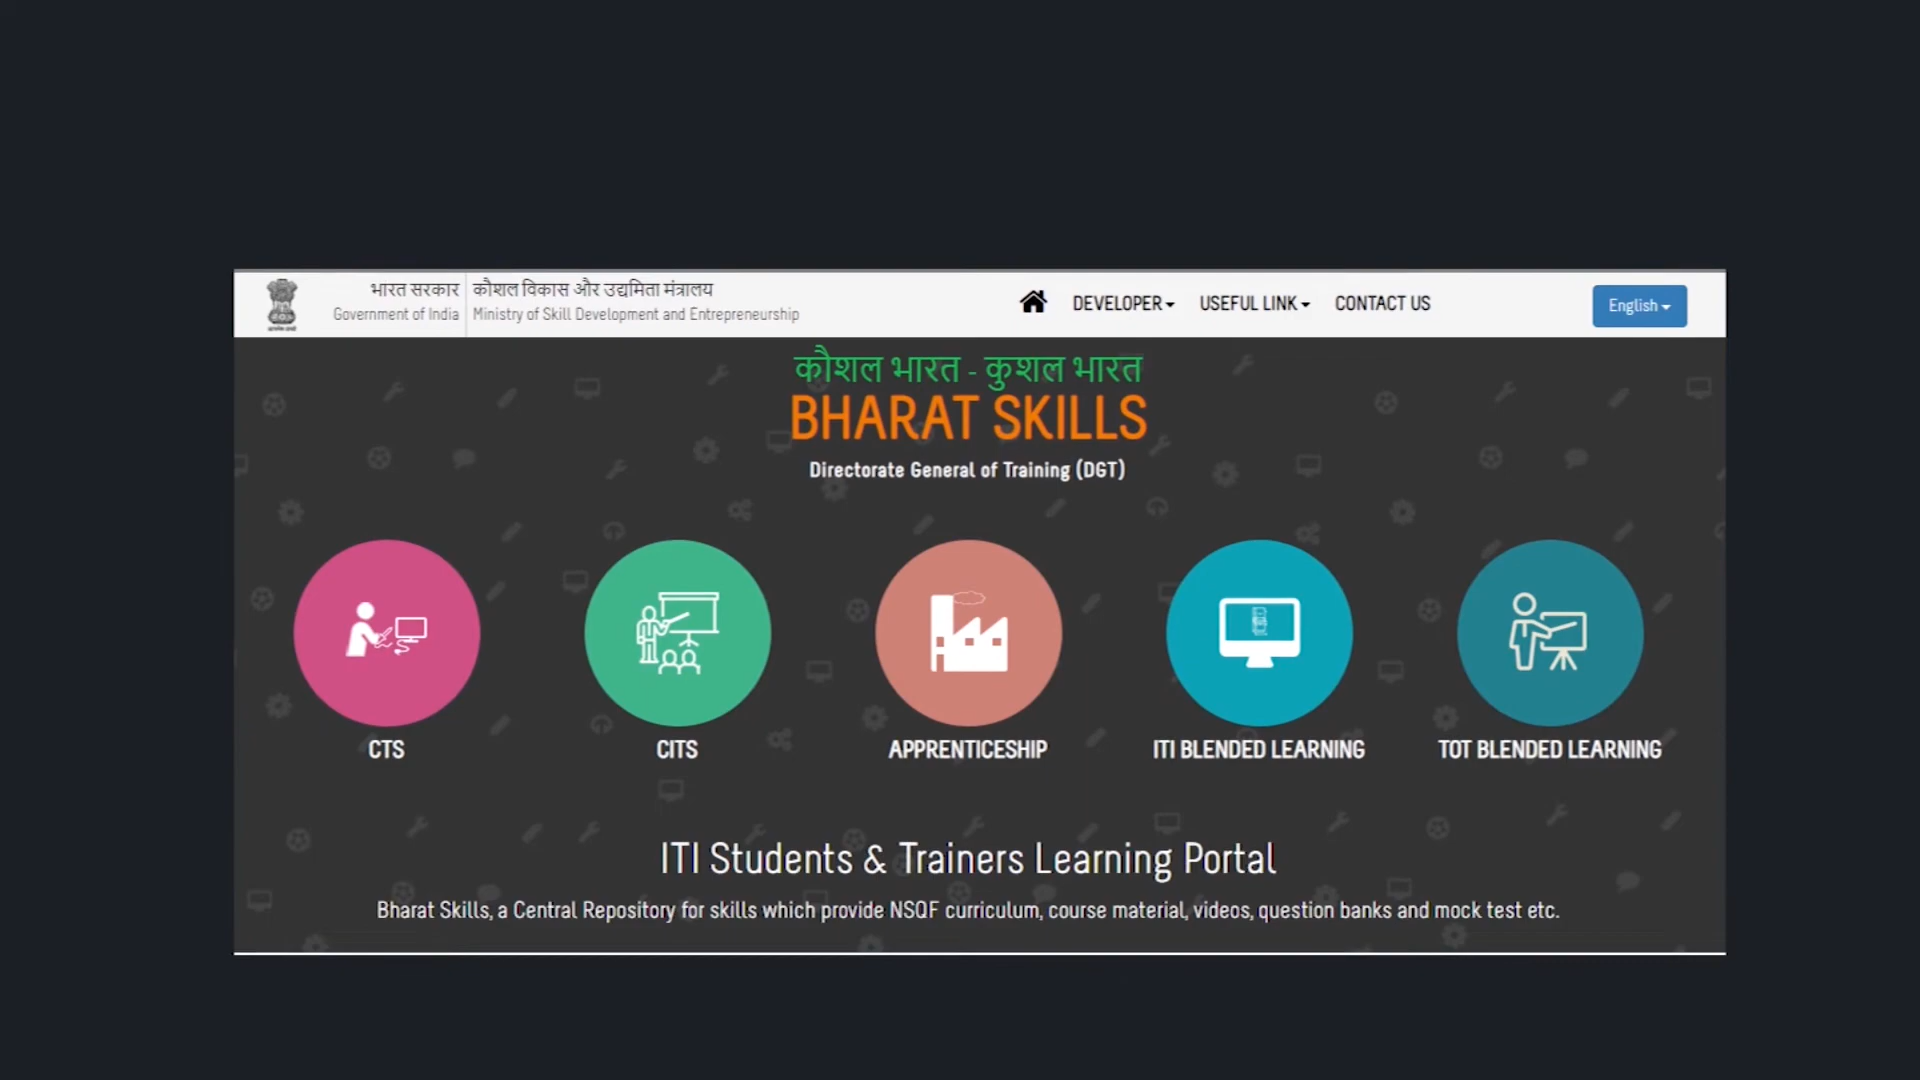 भारत सरकार
Government of India
कौशल विकास और उद्यमिता मंत्रालय
Ministry of Skill Development and Entrepreneurship
DEVELOPER
USEFUL LINK
CONTACT US
English
कौशल भारत - कुशल भारत
BHARAT SKILLS
Directorate General of Training (DGT)
CTS
CITS
APPRENTICESHIP
ITI BLENDED LEARNING
TOT BLENDED LEARNING
ITI Students & Trainers Learning Portal
Bharat Skills, a Central Repository for skills which provide NSQF curriculum, course material, videos, question banks and mock test etc.